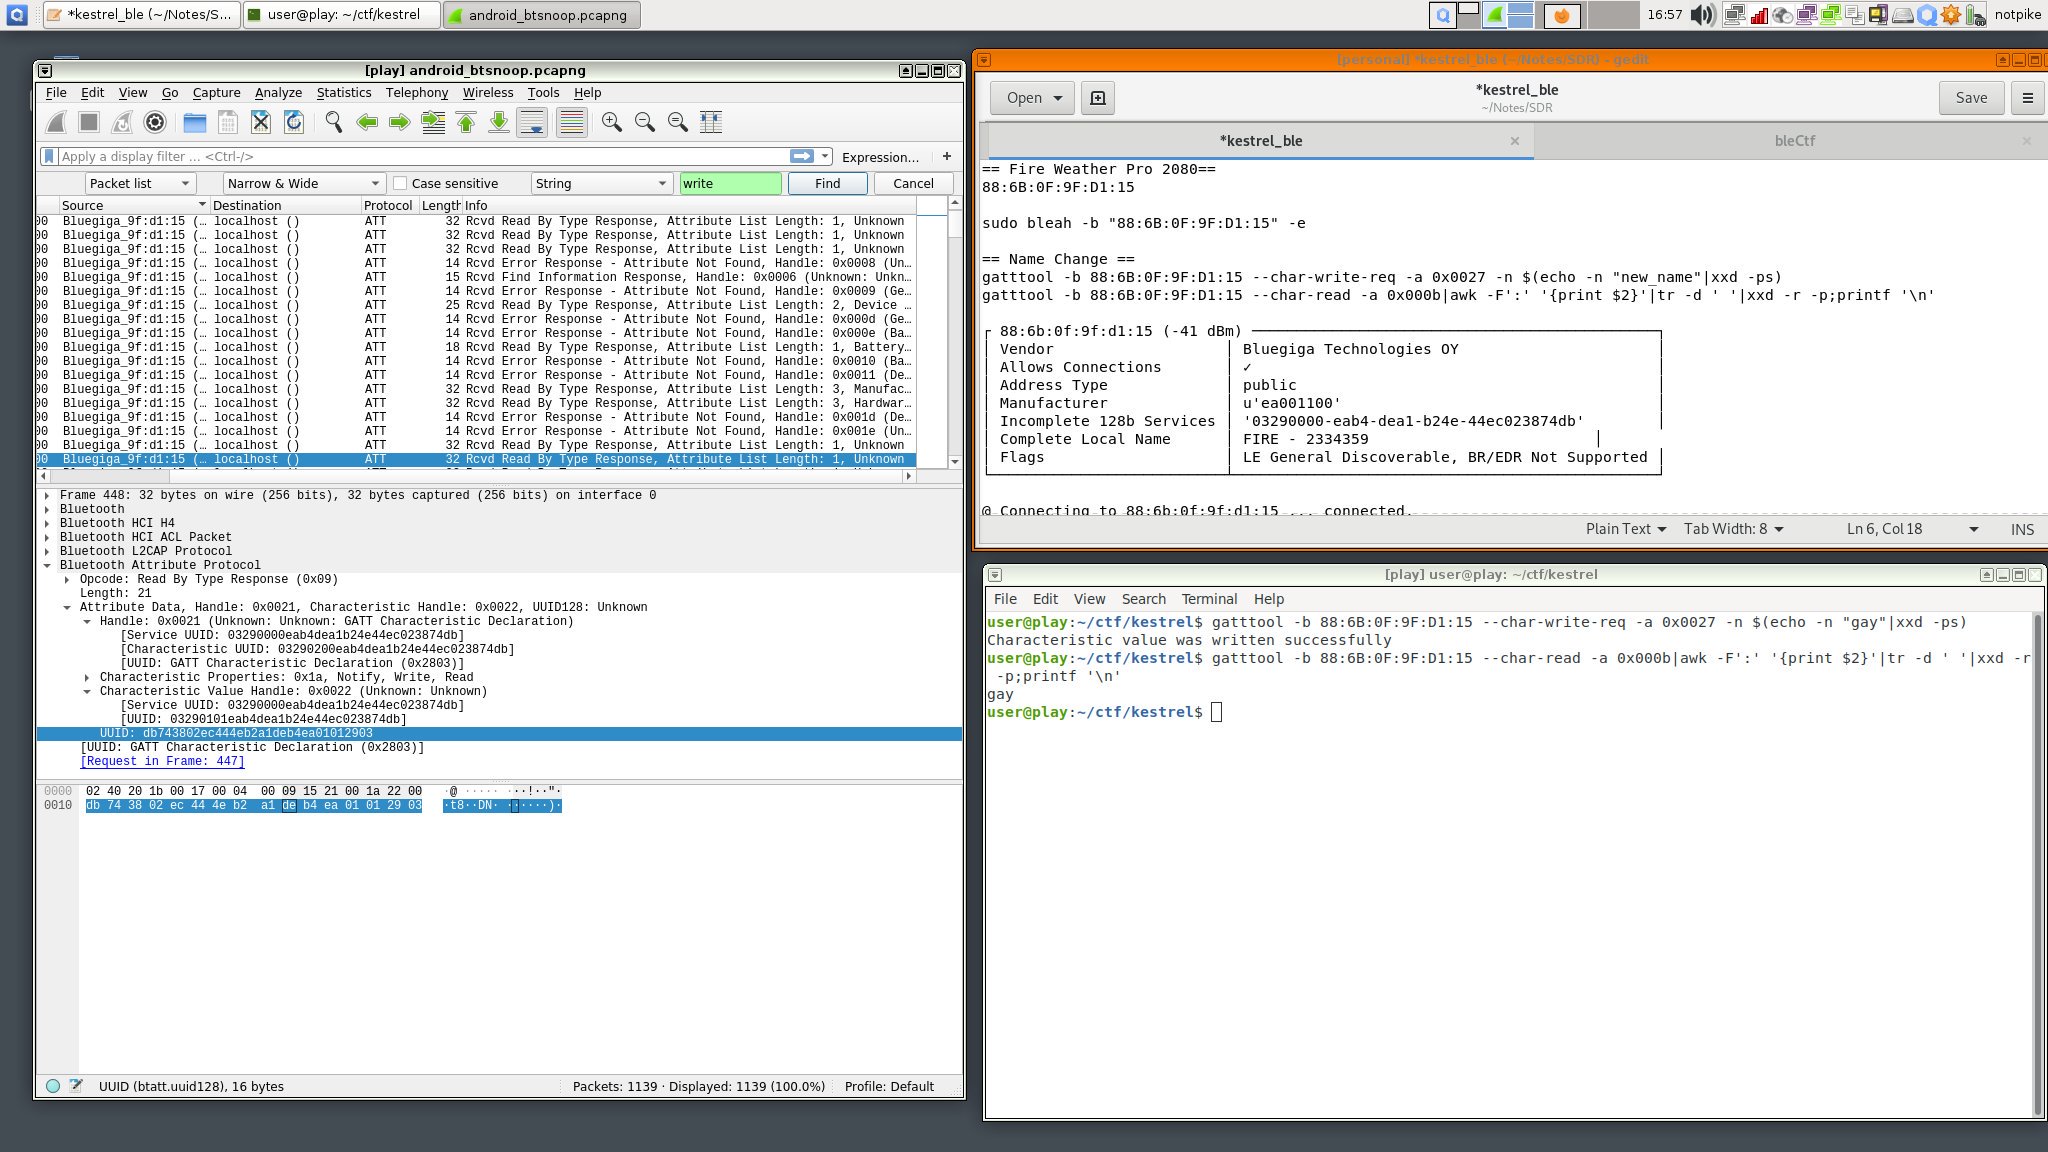 *kestrel_ble (~/Notes/S...
user@play: ~/ctf/kestrel
android_btsnoop.pcapng
16:57
notpike
[play] android_btsnoop.pcapng
File Edit View Go Capture Analyze Statistics Telephony Wireless Tools Help
Apply a display filter ... <Ctrl-/>
Expression...
+
Packet list
Narrow & Wide
Case sensitive
String
write
Find
Cancel
Source Destination Protocol Length Info
00 Bluegiga_9f:d1:15 (… localhost () ATT 32 Rcvd Read By Type Response, Attribute List Length: 1, Unknown
00 Bluegiga_9f:d1:15 (… localhost () ATT 32 Rcvd Read By Type Response, Attribute List Length: 1, Unknown
00 Bluegiga_9f:d1:15 (… localhost () ATT 32 Rcvd Read By Type Response, Attribute List Length: 1, Unknown
00 Bluegiga_9f:d1:15 (… localhost () ATT 14 Rcvd Error Response - Attribute Not Found, Handle: 0x0008 (Un…
00 Bluegiga_9f:d1:15 (… localhost () ATT 15 Rcvd Find Information Response, Handle: 0x0006 (Unknown: Unkn…
00 Bluegiga_9f:d1:15 (… localhost () ATT 14 Rcvd Error Response - Attribute Not Found, Handle: 0x0009 (Ge…
00 Bluegiga_9f:d1:15 (… localhost () ATT 25 Rcvd Read By Type Response, Attribute List Length: 2, Device …
00 Bluegiga_9f:d1:15 (… localhost () ATT 14 Rcvd Error Response - Attribute Not Found, Handle: 0x000d (Ge…
00 Bluegiga_9f:d1:15 (… localhost () ATT 14 Rcvd Error Response - Attribute Not Found, Handle: 0x000e (Ba…
00 Bluegiga_9f:d1:15 (… localhost () ATT 18 Rcvd Read By Type Response, Attribute List Length: 1, Battery…
00 Bluegiga_9f:d1:15 (… localhost () ATT 14 Rcvd Error Response - Attribute Not Found, Handle: 0x0010 (Ba…
00 Bluegiga_9f:d1:15 (… localhost () ATT 14 Rcvd Error Response - Attribute Not Found, Handle: 0x0011 (De…
00 Bluegiga_9f:d1:15 (… localhost () ATT 32 Rcvd Read By Type Response, Attribute List Length: 3, Manufac…
00 Bluegiga_9f:d1:15 (… localhost () ATT 32 Rcvd Read By Type Response, Attribute List Length: 3, Hardwar…
00 Bluegiga_9f:d1:15 (… localhost () ATT 14 Rcvd Error Response - Attribute Not Found, Handle: 0x001d (De…
00 Bluegiga_9f:d1:15 (… localhost () ATT 14 Rcvd Error Response - Attribute Not Found, Handle: 0x001e (Un…
00 Bluegiga_9f:d1:15 (… localhost () ATT 32 Rcvd Read By Type Response, Attribute List Length: 1, Unknown
00 Bluegiga_9f:d1:15 (… localhost () ATT 32 Rcvd Read By Type Response, Attribute List Length: 1, Unknown
Frame 448: 32 bytes on wire (256 bits), 32 bytes captured (256 bits) on interface 0
Bluetooth
Bluetooth HCI H4
Bluetooth HCI ACL Packet
Bluetooth L2CAP Protocol
Bluetooth Attribute Protocol
Opcode: Read By Type Response (0x09)
Length: 21
Attribute Data, Handle: 0x0021, Characteristic Handle: 0x0022, UUID128: Unknown
Handle: 0x0021 (Unknown: Unknown: GATT Characteristic Declaration)
[Service UUID: 03290000eab4dea1b24e44ec023874db]
[Characteristic UUID: 03290200eab4dea1b24e44ec023874db]
[UUID: GATT Characteristic Declaration (0x2803)]
Characteristic Properties: 0x1a, Notify, Write, Read
Characteristic Value Handle: 0x0022 (Unknown: Unknown)
[Service UUID: 03290000eab4dea1b24e44ec023874db]
[UUID: 03290101eab4dea1b24e44ec023874db]
UUID: db743802ec444eb2a1deb4ea01012903
[UUID: GATT Characteristic Declaration (0x2803)]
[Request in Frame: 447]
0000 02 40 20 1b 00 17 00 04 00 09 15 21 00 1a 22 00 ·@ ····· ···!··"·
0010 db 74 38 02 ec 44 4e b2 a1 de b4 ea 01 01 29 03 ·t8··DN· ······)·
UUID (btatt.uuid128), 16 bytes
Packets: 1139 · Displayed: 1139 (100.0%)
Profile: Default
[personal] *kestrel_ble (~/Notes/SDR) - gedit
Open
*kestrel_ble
~/Notes/SDR
Save
*kestrel_ble
bleCtf
== Fire Weather Pro 2080==
88:6B:0F:9F:D1:15
sudo bleah -b "88:6B:0F:9F:D1:15" -e
== Name Change ==
gatttool -b 88:6B:0F:9F:D1:15 --char-write-req -a 0x0027 -n $(echo -n "new_name"|xxd -ps)
gatttool -b 88:6B:0F:9F:D1:15 --char-read -a 0x000b|awk -F':' '{print $2}'|tr -d ' '|xxd -r -p;printf '\n'
┌ 88:6b:0f:9f:d1:15 (-41 dBm) ─────────────────────────┐
│ Vendor │ Bluegiga Technologies OY │
│ Allows Connections │ ✓ │
│ Address Type │ public │
│ Manufacturer │ u'ea001100' │
│ Incomplete 128b Services │ '03290000-eab4-dea1-b24e-44ec023874db' │
│ Complete Local Name │ FIRE - 2334359 │
│ Flags │ LE General Discoverable, BR/EDR Not Supported │
@ Connecting to 88:6b:0f:9f:d1:15 ... connected.
Plain Text
Tab Width: 8
Ln 6, Col 18
INS
[play] user@play: ~/ctf/kestrel
File Edit View Search Terminal Help
user@play:~/ctf/kestrel$ gatttool -b 88:6B:0F:9F:D1:15 --char-write-req -a 0x0027 -n $(echo -n "gay"|xxd -ps)
Characteristic value was written successfully
user@play:~/ctf/kestrel$ gatttool -b 88:6B:0F:9F:D1:15 --char-read -a 0x000b|awk -F':' '{print $2}'|tr -d ' '|xxd -r
-p;printf '\n'
gay
user@play:~/ctf/kestrel$